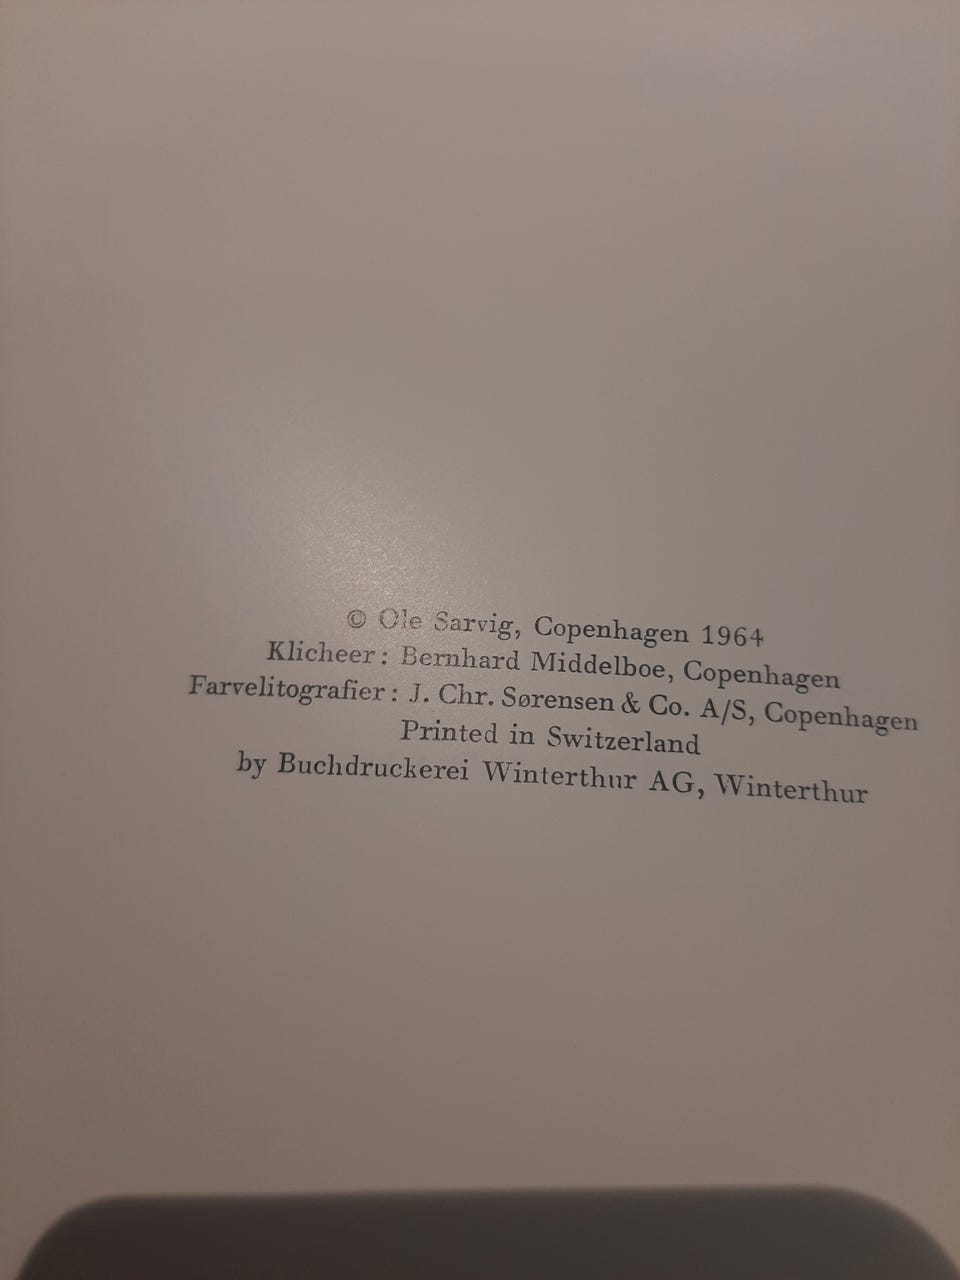 © Ole Sarvig, Copenhagen 1964
Klicheer: Bernhard Middelboe, Copenhagen
Farvelitografier: J. Chr. Sørensen & Co. A/S, Copenhagen
Printed in Switzerland
by Buchdruckerei Winterthur AG, Winterthur